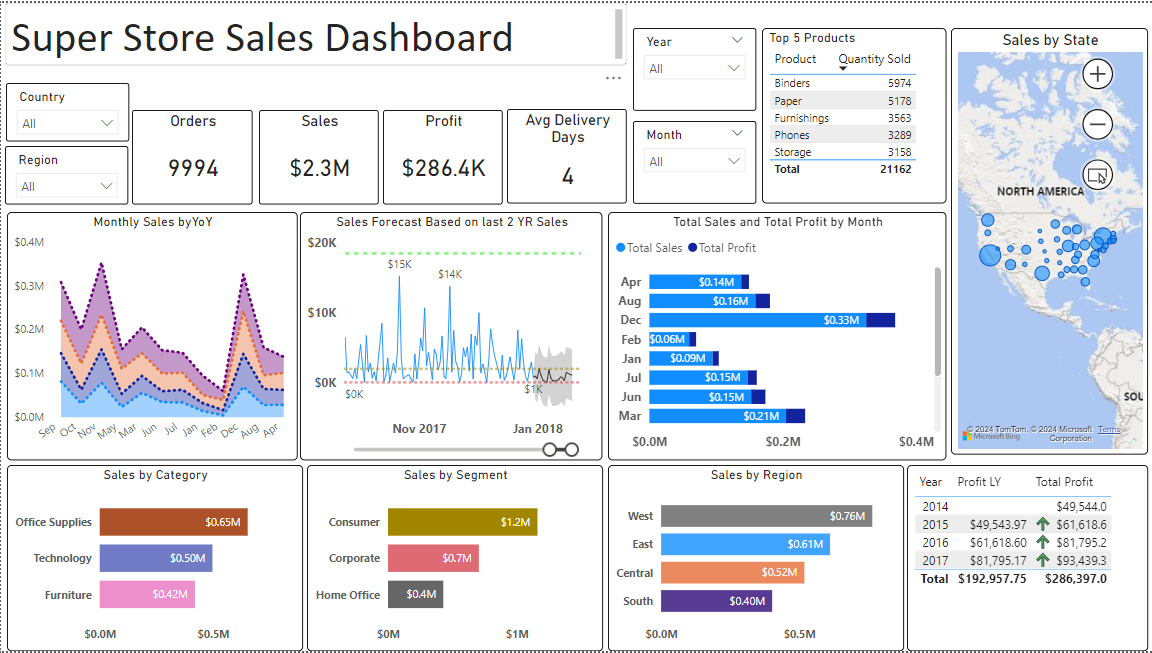 Super Store Sales Dashboard
Country
All
Region
All
Orders
9994
Sales
$2.3M
Profit
$286.4K
Avg Delivery
Days
4
Year
All
Month
All
Top 5 Products
Product Quantity Sold
Binders 5974
Paper 5178
Furnishings 3563
Phones 3289
Storage 3158
Total 21162
Sales by State
NORTH AMERICA
SOU
© 2024 TomTom, © 2024 Microsoft Corporation Terms
Microsoft Bing
Monthly Sales byYoY
$0.4M
$0.3M
$0.2M
$0.1M
$0.0M
Sep Oct Nov May Mar Jun Jul Jan Feb Dec Aug Apr
Sales Forecast Based on last 2 YR Sales
$20K
$10K
$0K
$15K
$14K
$0K
$1K
Nov 2017 Jan 2018
Total Sales and Total Profit by Month
Total Sales Total Profit
Apr $0.14M
Aug $0.16M
Dec $0.33M
Feb $0.06M
Jan $0.09M
Jul $0.15M
Jun $0.15M
Mar $0.21M
$0.0M $0.2M $0.4M
Sales by Category
Office Supplies $0.65M
Technology $0.50M
Furniture $0.42M
$0.0M $0.5M
Sales by Segment
Consumer $1.2M
Corporate $0.7M
Home Office $0.4M
$0M $1M
Sales by Region
West $0.76M
East $0.61M
Central $0.52M
South $0.40M
$0.0M $0.5M
Year Profit LY Total Profit
2014 $49,544.0
2015 $49,543.97 $61,618.6
2016 $61,618.60 $81,795.2
2017 $81,795.17 $93,439.3
Total $192,957.75 $286,397.0